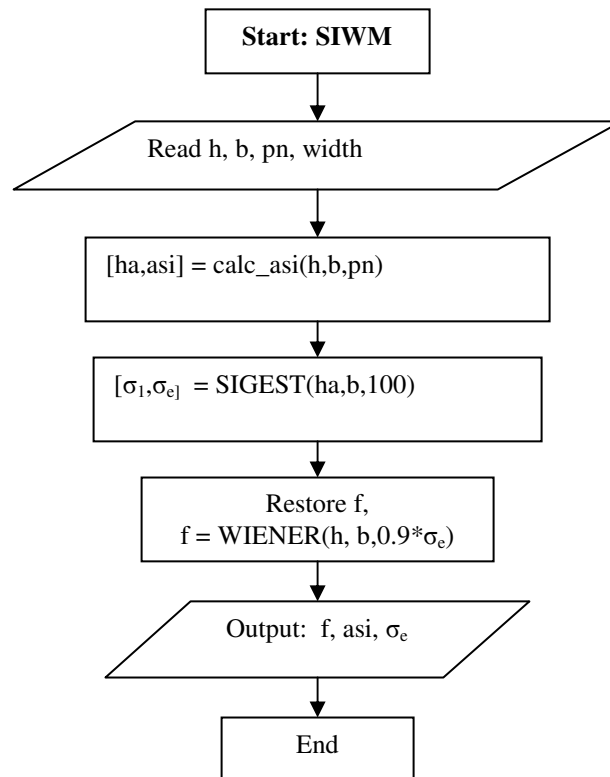 Start: SIWM
Read h, b, pn, width
[ha,asi] = calc_asi(h,b,pn)
[σ₁,σₑ] = SIGEST(ha,b,100)
Restore f,
f = WIENER(h, b,0.9*σₑ)
Output: f, asi, σₑ
End